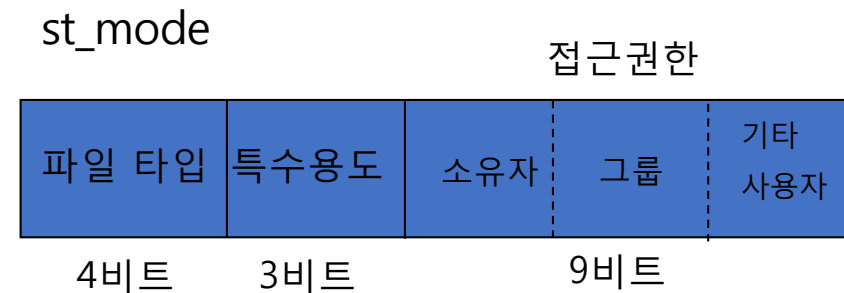 st_mode
접근권한
파일 타입
특수용도
소유자
그룹
기타
사용자
4비트
3비트
9비트